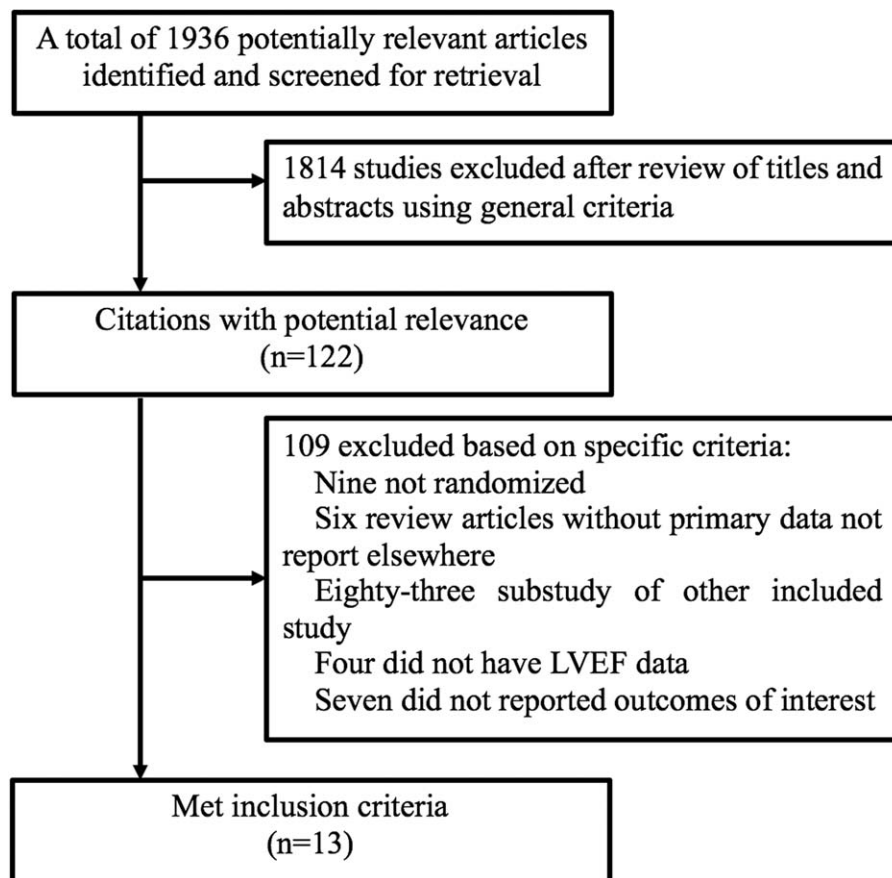 A total of 1936 potentially relevant articles
identified and screened for retrieval
1814 studies excluded after review of titles and
abstracts using general criteria
Citations with potential relevance
(n=122)
109 excluded based on specific criteria:
Nine not randomized
Six review articles without primary data not
report elsewhere
Eighty-three substudy of other included
study
Four did not have LVEF data
Seven did not reported outcomes of interest
Met inclusion criteria
(n=13)